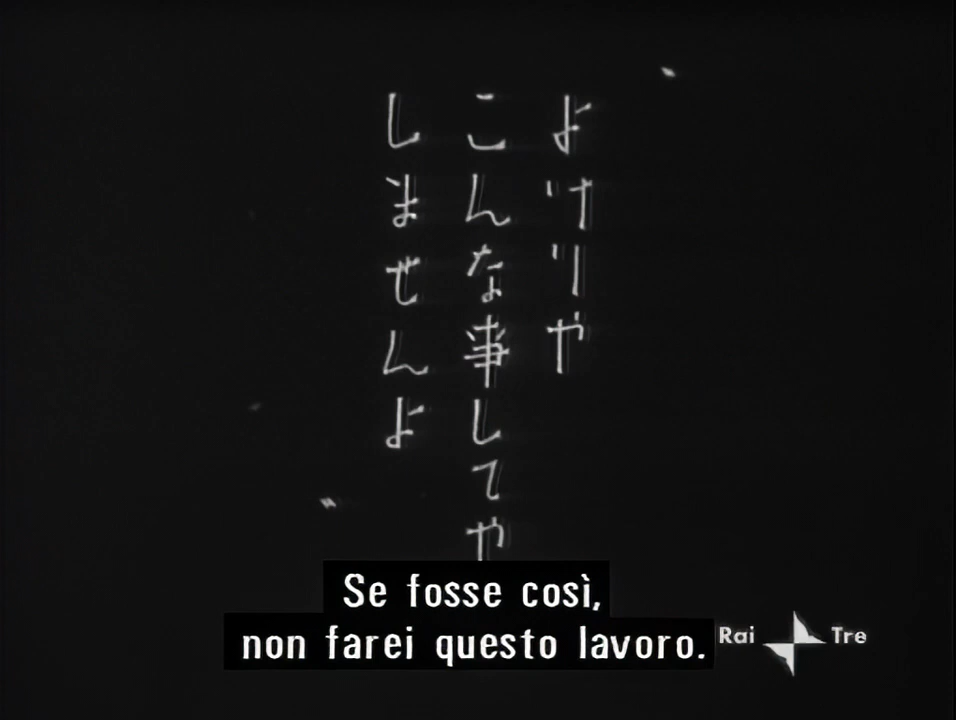 よけりや
こんな事してや
しませんよ
Se fosse così,
non farei questo lavoro.
Rai Tre